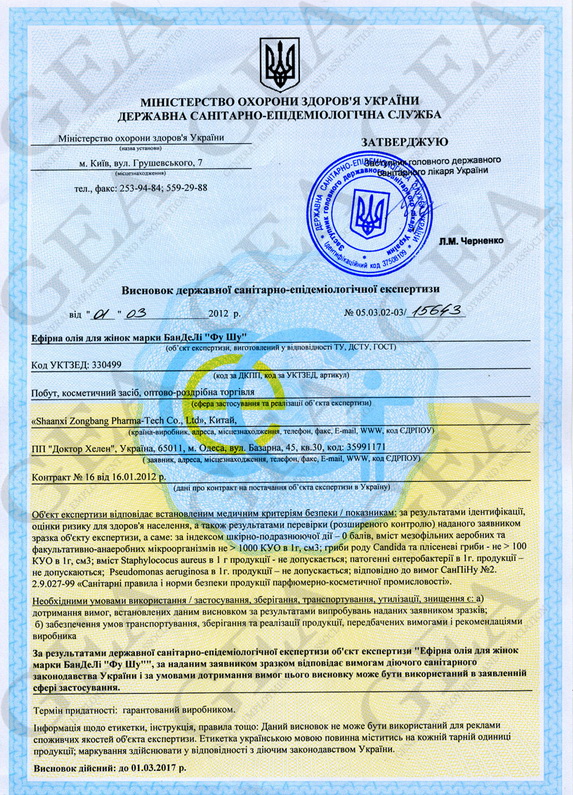 МІНІСТЕРСТВО ОХОРОНИ ЗДОРОВ'Я УКРАЇНИ
ДЕРЖАВНА САНІТАРНО-ЕПІДЕМІОЛОГІЧНА СЛУЖБА
Міністерство охорони здоров'я України
(назва установи)
м. Київ, вул. Грушевського, 7
(місцезнаходження)
тел., факс: 253-94-84; 559-29-88
ЗАТВЕРДЖУЮ
Заступник головного державного
санітарного лікаря України
Л.М. Черненко
Висновок державної санітарно-епідеміологічної експертизи
від "01" 03 2012 р. № 05.03.02-03/ 15643
Ефірна олія для жінок марки БанДеЛі "Фу Шу"
(об'єкт експертизи, виготовлений у відповідності ТУ, ДСТУ, ГОСТ)
Код УКТЗЕД: 330499
(код за ДКПП, код за УКТЗЕД, артикул)
Побут, косметичний засіб, оптово-роздрібна торгівля
(сфера застосування та реалізації об'єкта експертизи)
«Shaanxi Zongbang Pharma-Tech Co., Ltd», Китай,
(країна-виробник, адреса, місцезнаходження, телефон, факс, E-mail, WWW, код ЄДРПОУ)
ПП "Доктор Хелен", Україна, 65011, м. Одеса, вул. Базарна, 45, кв.30, код: 35991171
( заявник, адреса, місцезнаходження, телефон, факс, E-mail, WWW, код ЄДРПОУ)
Контракт № 16 від 16.01.2012 р.
(дані про контракт на постачання об'єкта експертизи в Україну)
Об'єкт експертизи відповідає встановленим медичним критеріям безпеки / показникам: за результатами ідентифікації,
оцінки ризику для здоров'я населення, а також результатами перевірки (розширеного контролю) наданого заявником
зразка об'єкту експертизи, а саме: за індексом шкірно-подразнюючої дії – 0 балів, вміст мезофільних аеробних та
факультативно-анаеробних мікроорганізмів не > 1000 КУО в 1г, см3; гриби роду Candida та плісневі гриби - не > 100
КУО в 1г, см3; вміст Staphylococus aureus в 1 г продукції - не допускається; патогенні ентеробактерії в 1г. продукції –
не допускаються; Pseudomonas aeruginosa в 1г. продукції – не допускається; відповідно до вимог СанПіНу №2.
2.9.027-99 «Санітарні правила і норми безпеки продукції парфюмерно-косметичної промисловості».
Необхідними умовами використання / застосування, зберігання, транспортування, утилізації, знищення є: а)
дотримання вимог, встановлених даним висновком за результатами випробувань наданих заявником зразків;
б) забезпечення умов транспортування, зберігання та реалізації продукції, передбачених вимогами і рекомендаціями
виробника
За результатами державної санітарно-епідеміологічної експертизи об'єкт експертизи "Ефірна олія для жінок
марки БанДеЛі "Фу Шу"", за наданим заявником зразком відповідає вимогам діючого санітарного
законодавства України і за умовами дотримання вимог цього висновку може бути використаний в заявленній
сфері застосування.
Термін придатності: гарантований виробником.
Інформація щодо етикетки, інструкція, правила тощо: Даний висновок не може бути використаний для реклами
споживчих якостей об'єкта експертизи. Етикетка українською мовою повинна міститись на кожній тарній одиниці
продукції; маркування здійснювати у відповідності з діючим законодавством України.
Висновок дійсний: до 01.03.2017 р.
ДЕРЖАВНА САНІТАРНО-ЕПІДЕМІОЛОГІЧНА СЛУЖБА УКРАЇНИ
Ідентифікаційний код 37508109
Заступник головного державного санітарного лікаря України
GEA